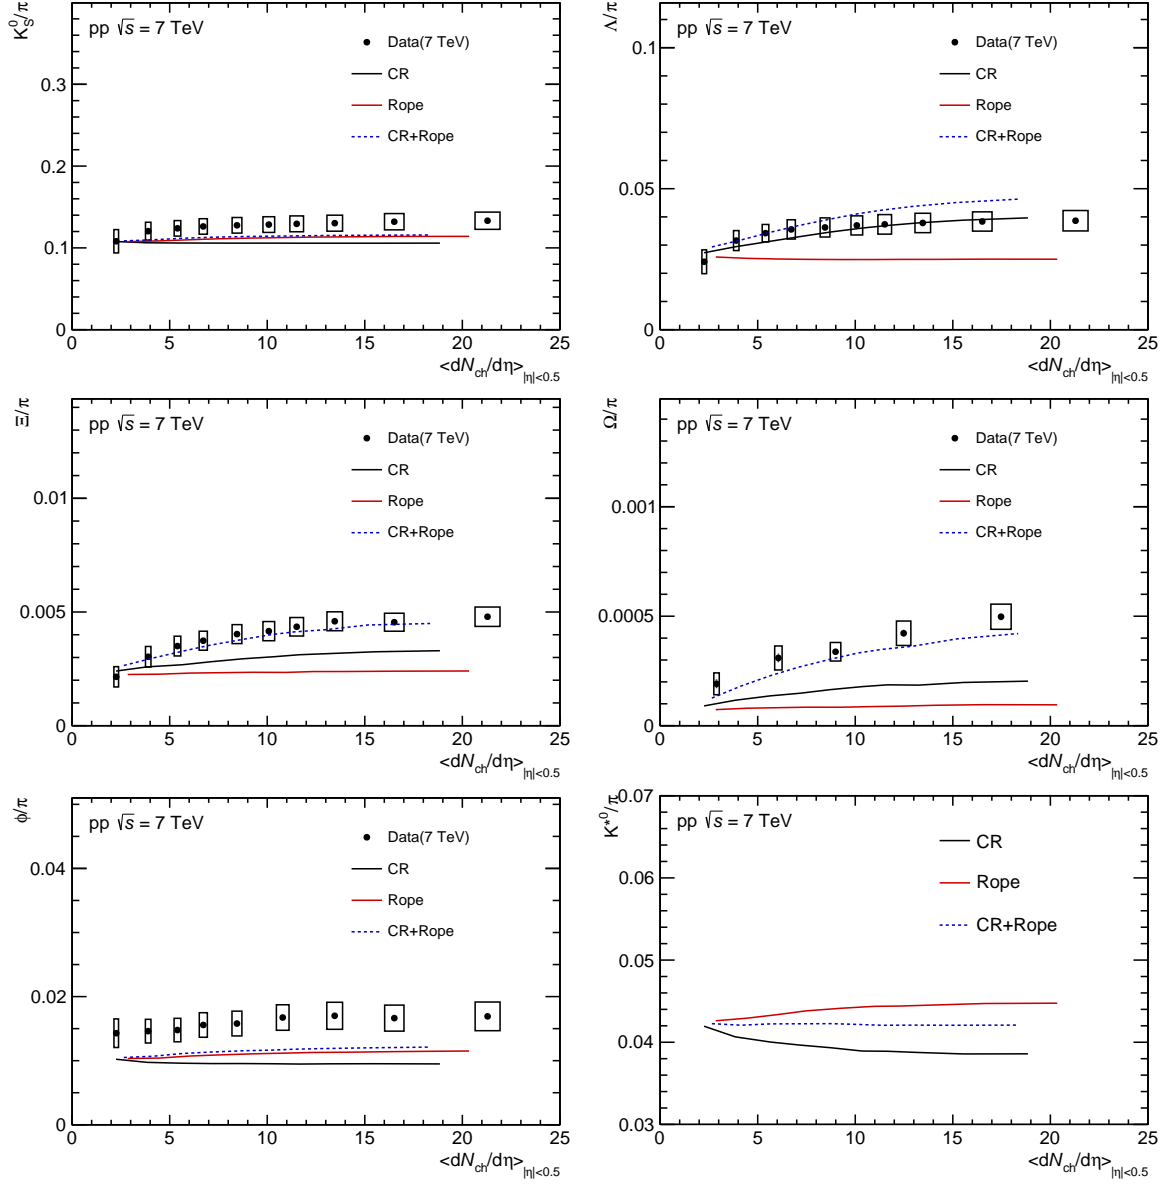 K⁰_S/π
pp √s = 7 TeV
Data(7 TeV)
CR
Rope
CR+Rope
0.3
0.2
0.1
0
0 5 10 15 20 25
<dN_ch/dη>_|η|<0.5
Λ/π
pp √s = 7 TeV
Data(7 TeV)
CR
Rope
CR+Rope
0.1
0.05
0
0 5 10 15 20 25
<dN_ch/dη>_|η|<0.5
Ξ/π
pp √s = 7 TeV
Data(7 TeV)
CR
Rope
CR+Rope
0.01
0.005
0
0 5 10 15 20 25
<dN_ch/dη>_|η|<0.5
Ω/π
pp √s = 7 TeV
Data(7 TeV)
CR
Rope
CR+Rope
0.001
0.0005
0
0 5 10 15 20 25
<dN_ch/dη>_|η|<0.5
ϕ/π
pp √s = 7 TeV
Data(7 TeV)
CR
Rope
CR+Rope
0.04
0.02
0
0 5 10 15 20 25
<dN_ch/dη>_|η|<0.5
K*⁰/π
pp √s = 7 TeV
CR
Rope
CR+Rope
0.07
0.06
0.05
0.04
0.03
0 5 10 15 20 25
<dN_ch/dη>_|η|<0.5